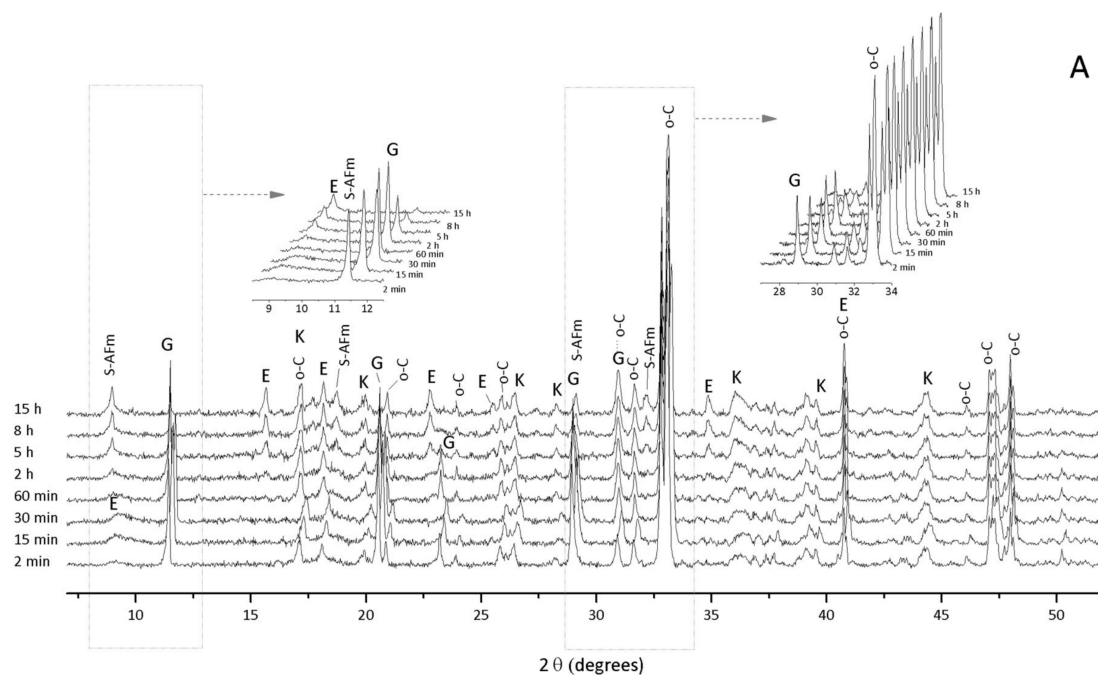 A
o-C
o-C
G
E
S-AFm
G
15 h
8 h
5 h
2 h
60 min
30 min
15 min
2 min
9 10 11 12
15 h
8 h
5 h
2 h
60 min
30 min
15 min
2 min
28 30 32 34
S-AFm
G
E
K
o-C
E
S-AFm
K
G
o-C
E
o-C
E
o-C
K
K
G
S-AFm
G
o-C
o-C
S-AFm
E
K
K
E
o-C
K
o-C
o-C
o-C
G
E
15 h
8 h
5 h
2 h
60 min
30 min
15 min
2 min
10 15 20 25 30 35 40 45 50
2 θ (degrees)